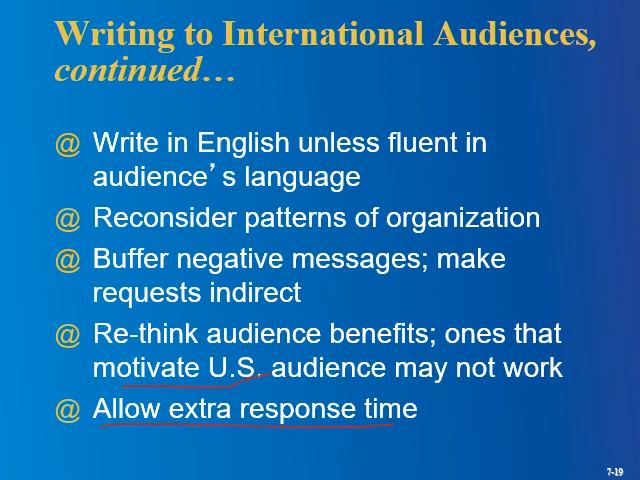 Writing to International Audiences,
continued…
@ Write in English unless fluent in
audience’s language
@ Reconsider patterns of organization
@ Buffer negative messages; make
requests indirect
@ Re-think audience benefits; ones that
motivate U.S. audience may not work
@ Allow extra response time
7-19